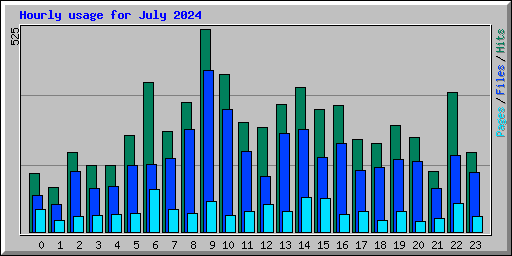 Hourly usage for July 2024
525
Pages / Files / Hits
0 1 2 3 4 5 6 7 8 9 10 11 12 13 14 15 16 17 18 19 20 21 22 23